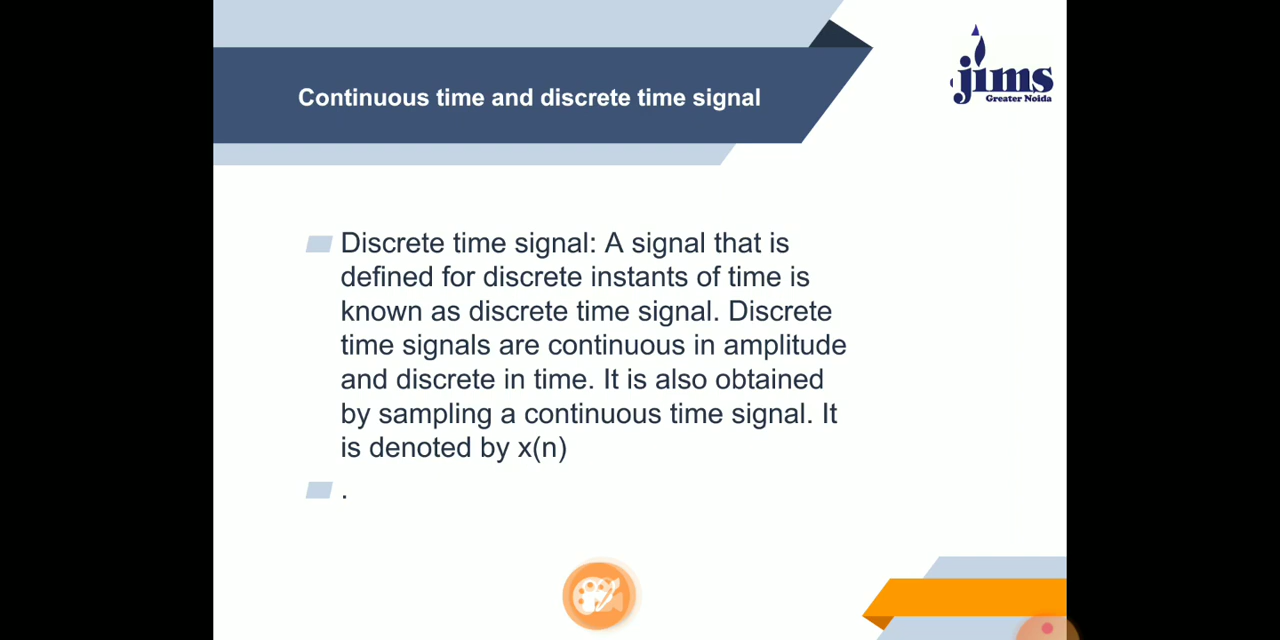 Continuous time and discrete time signal
jims
Greater Noida
Discrete time signal: A signal that is
defined for discrete instants of time is
known as discrete time signal. Discrete
time signals are continuous in amplitude
and discrete in time. It is also obtained
by sampling a continuous time signal. It
is denoted by x(n)
.